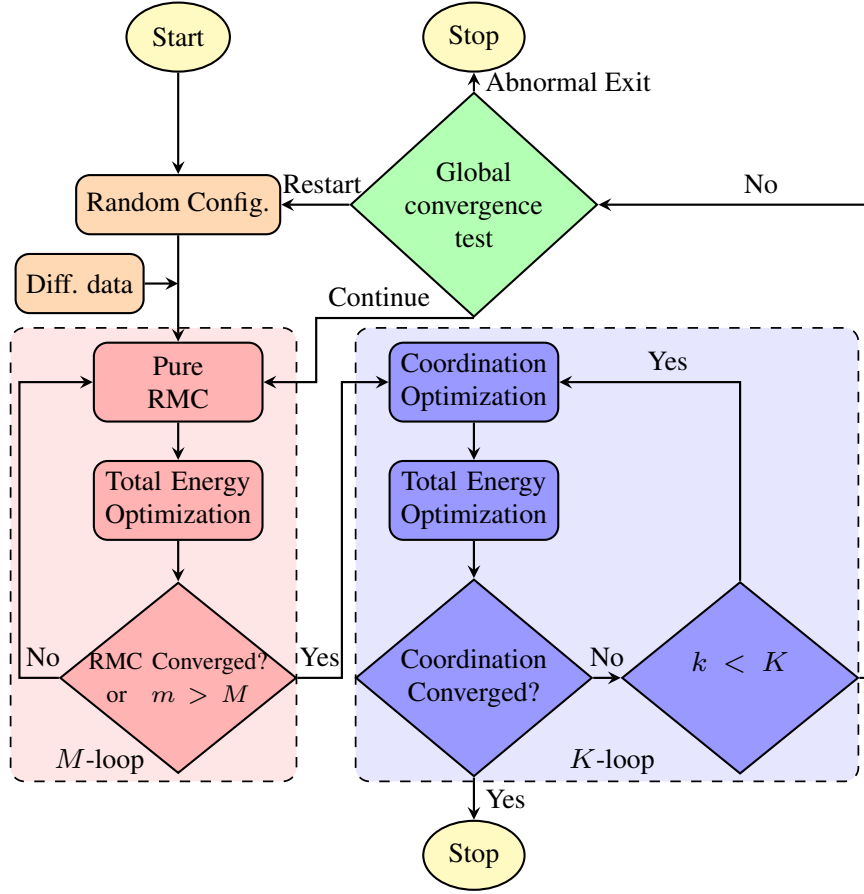 Start
Stop
Abnormal Exit
Global
convergence
test
Restart
No
Random Config.
Diff. data
Continue
Pure
RMC
Coordination
Optimization
Yes
Total Energy
Optimization
Total Energy
Optimization
No
RMC Converged?
or m > M
Yes
Coordination
Converged?
No
k < K
M-loop
K-loop
Yes
Stop